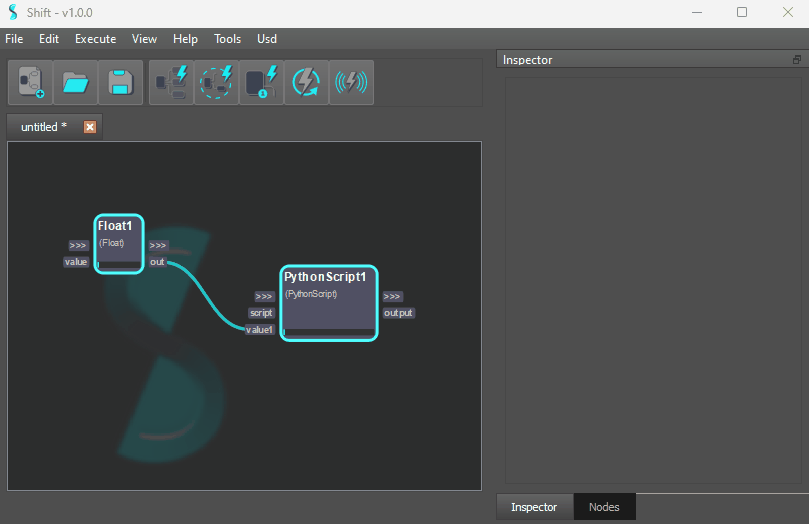 Shift - v1.0.0
File Edit Execute View Help Tools Usd
Inspector
untitled *
Float1
(Float)
>>> >>>
value out
PythonScript1
(PythonScript)
>>> >>>
script output
value1
Inspector Nodes